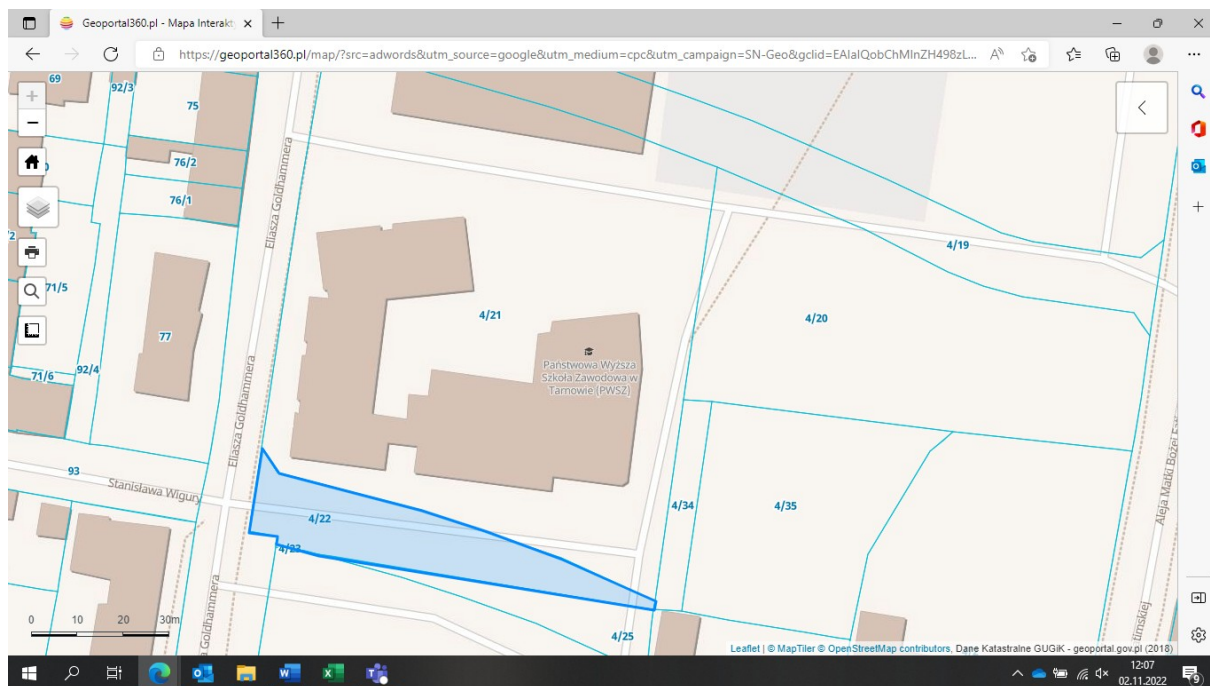 Geoportal360.pl - Mapa Interakt
https://geoportal360.pl/map/?src=adwords&utm_source=google&utm_medium=cpc&utm_campaign=SN-Geo&gclid=EAIaIQobChMInZH498zL...
69
92/3
75
76/2
76/1
Eliasza Goldhammera
4/19
71/5
4/21
4/20
77
Państwowa Wyższa
Szkoła Zawodowa w
Tarnowie (PWSZ)
71/6
92/4
Eliasza Goldhammera
93
Stanisława Wigury
4/22
4/34
4/35
Aleja Matki Bożej
4/23
Goldhammera
4/25
0 10 20 30m
Leaflet | © MapTiler © OpenStreetMap contributors, Dane Katastralne GUGiK - geoportal.gov.pl (2018)
12:07
02.11.2022
9